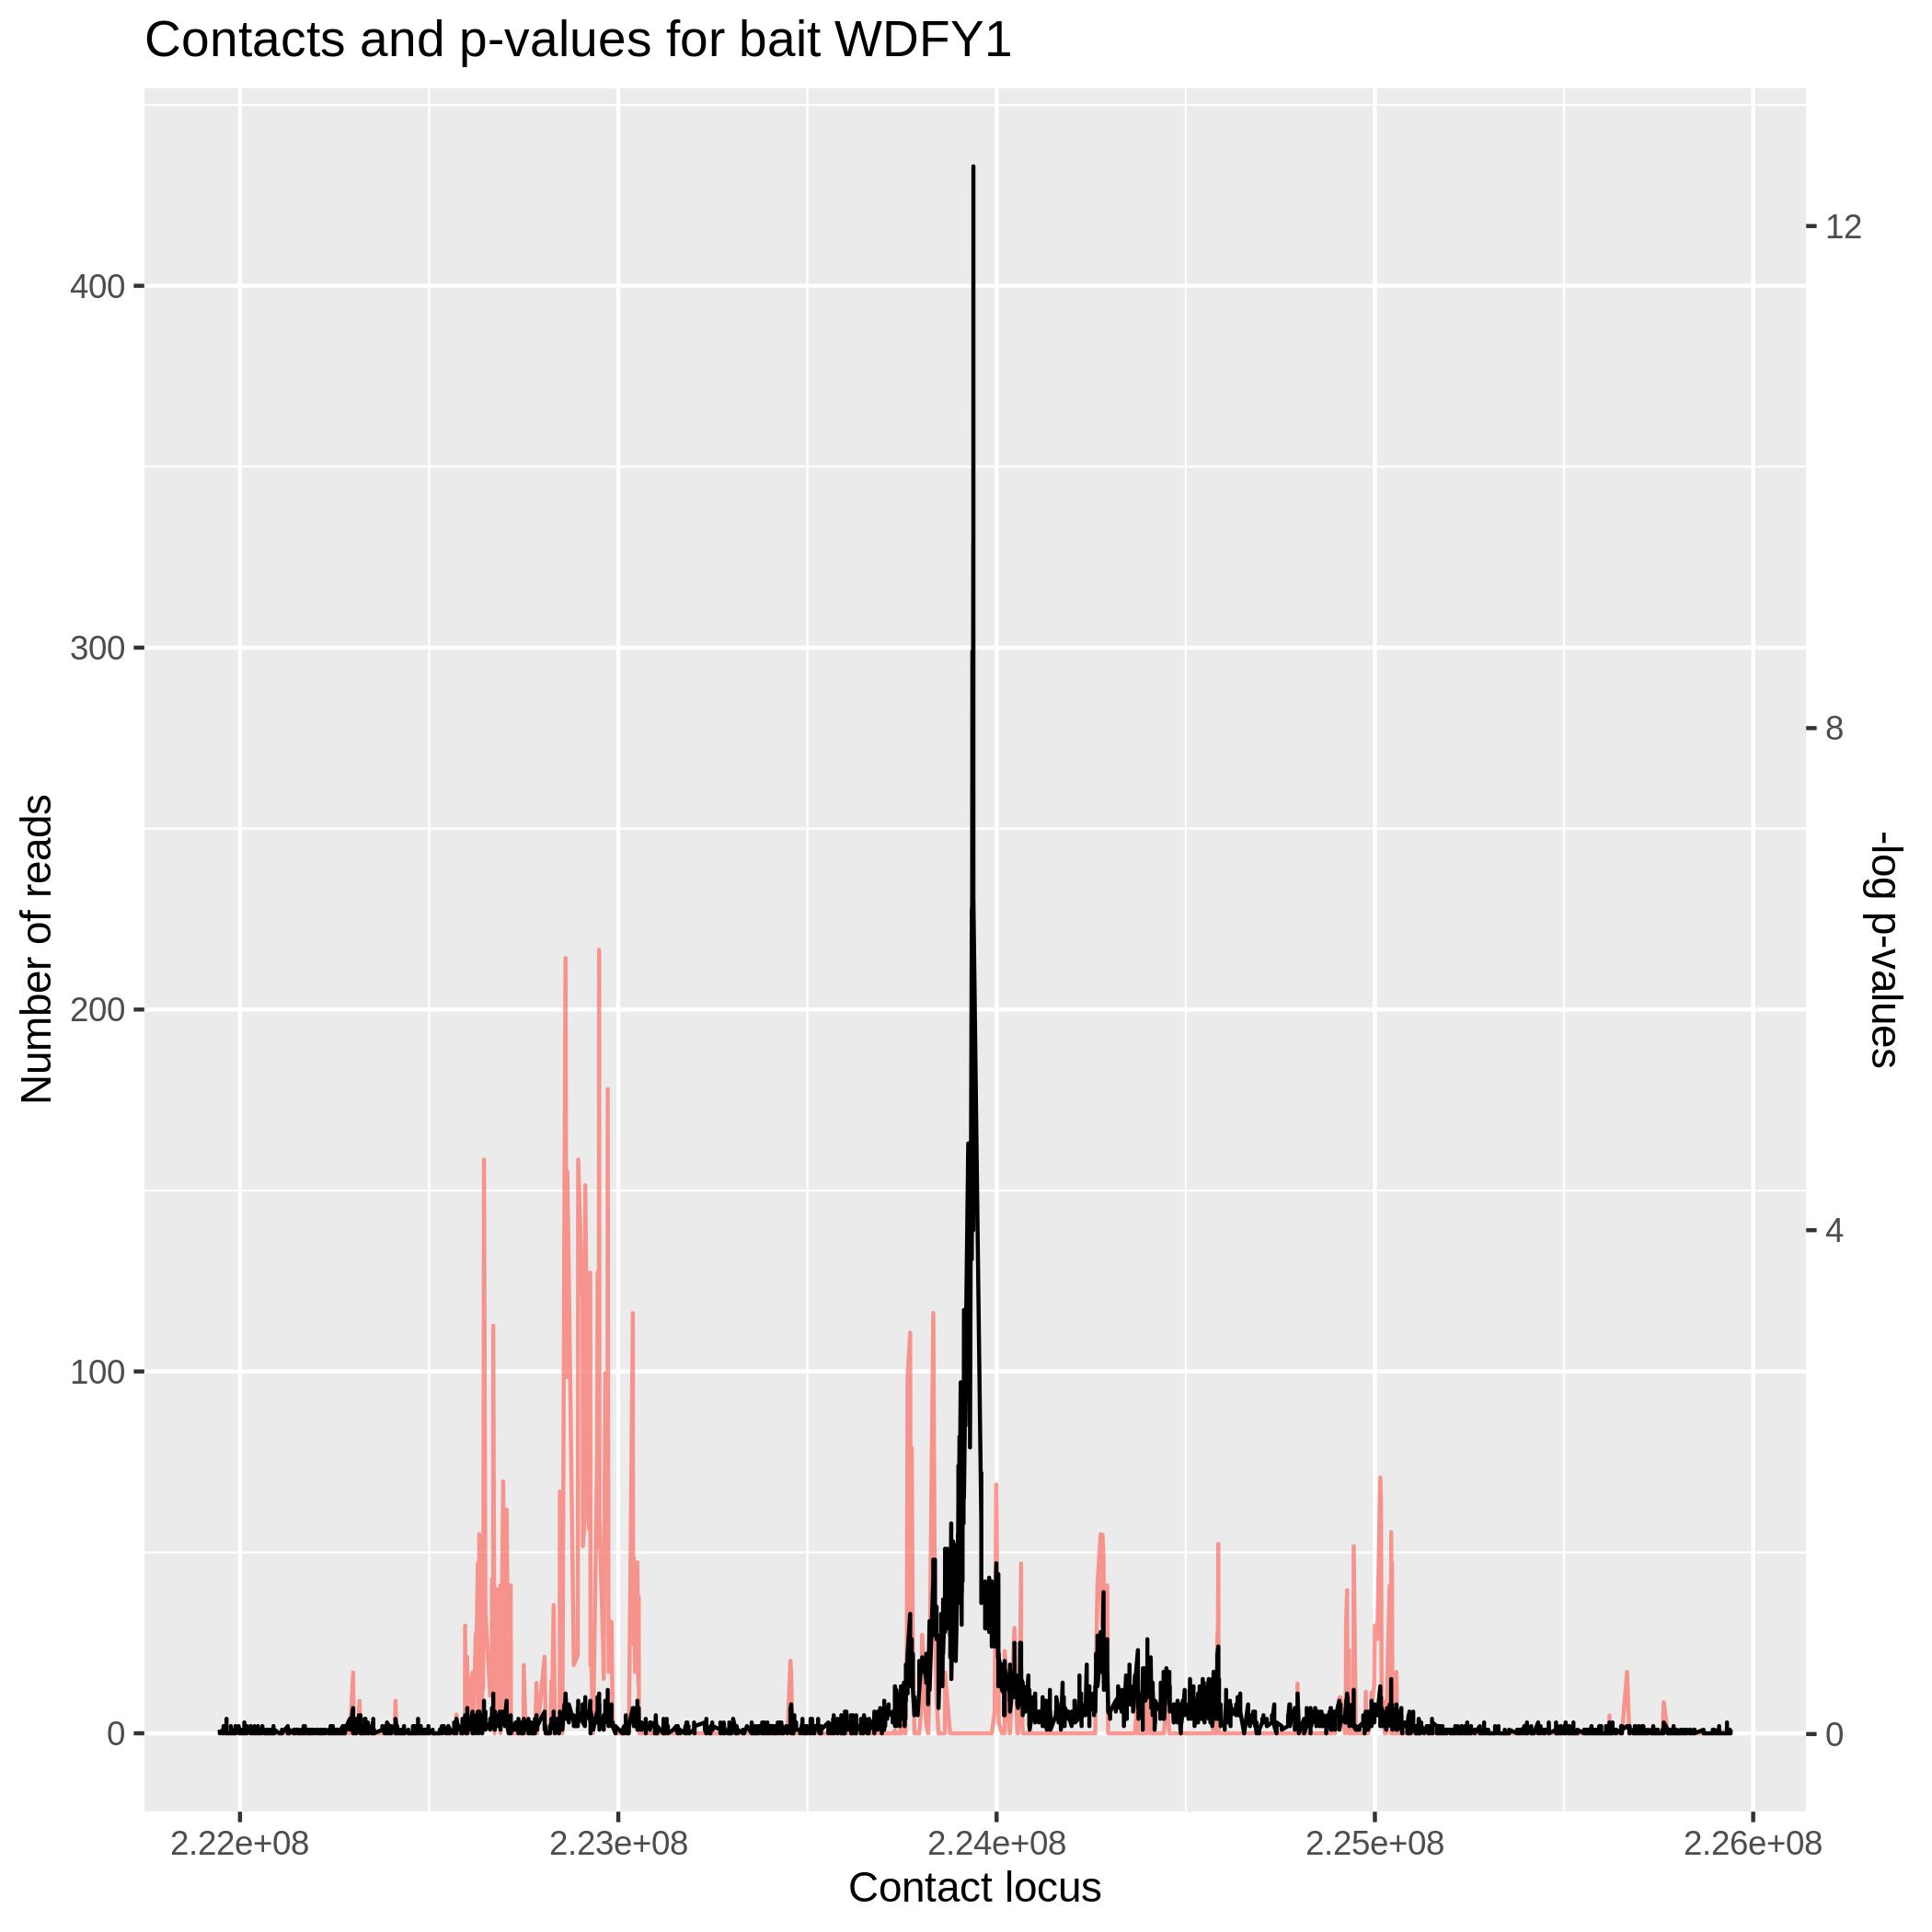 Contacts and p-values for bait WDFY1
Number of reads
400
300
200
100
0
12
8
4
0
-log p-values
2.22e+08 2.23e+08 2.24e+08 2.25e+08 2.26e+08
Contact locus